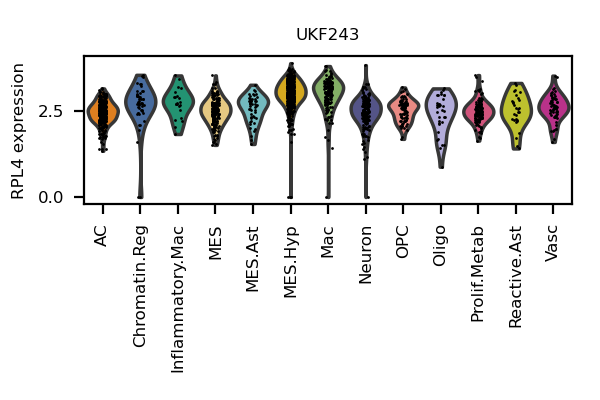 UKF243
RPL4 expression
2.5
0.0
AC
Chromatin.Reg
Inflammatory.Mac
MES
MES.Ast
MES.Hyp
Mac
Neuron
OPC
Oligo
Prolif.Metab
Reactive.Ast
Vasc